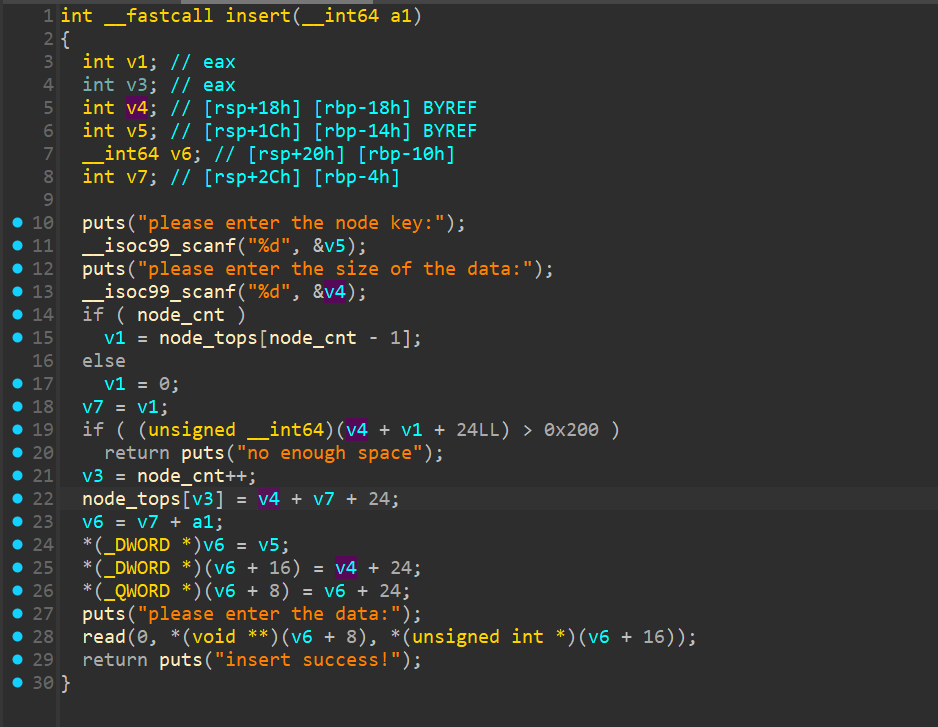 1 int __fastcall insert(__int64 a1)
2 {
3   int v1; // eax
4   int v3; // eax
5   int v4; // [rsp+18h] [rbp-18h] BYREF
6   int v5; // [rsp+1Ch] [rbp-14h] BYREF
7   __int64 v6; // [rsp+20h] [rbp-10h]
8   int v7; // [rsp+2Ch] [rbp-4h]
9
10   puts("please enter the node key:");
11   __isoc99_scanf("%d", &v5);
12   puts("please enter the size of the data:");
13   __isoc99_scanf("%d", &v4);
14   if ( node_cnt )
15     v1 = node_tops[node_cnt - 1];
16   else
17     v1 = 0;
18   v7 = v1;
19   if ( (unsigned __int64)(v4 + v1 + 24LL) > 0x200 )
20     return puts("no enough space");
21   v3 = node_cnt++;
22   node_tops[v3] = v4 + v7 + 24;
23   v6 = v7 + a1;
24   *(_DWORD *)v6 = v5;
25   *(_DWORD *)(v6 + 16) = v4 + 24;
26   *(_QWORD *)(v6 + 8) = v6 + 24;
27   puts("please enter the data:");
28   read(0, *(void **)(v6 + 8), *(unsigned int *)(v6 + 16));
29   return puts("insert success!");
30 }